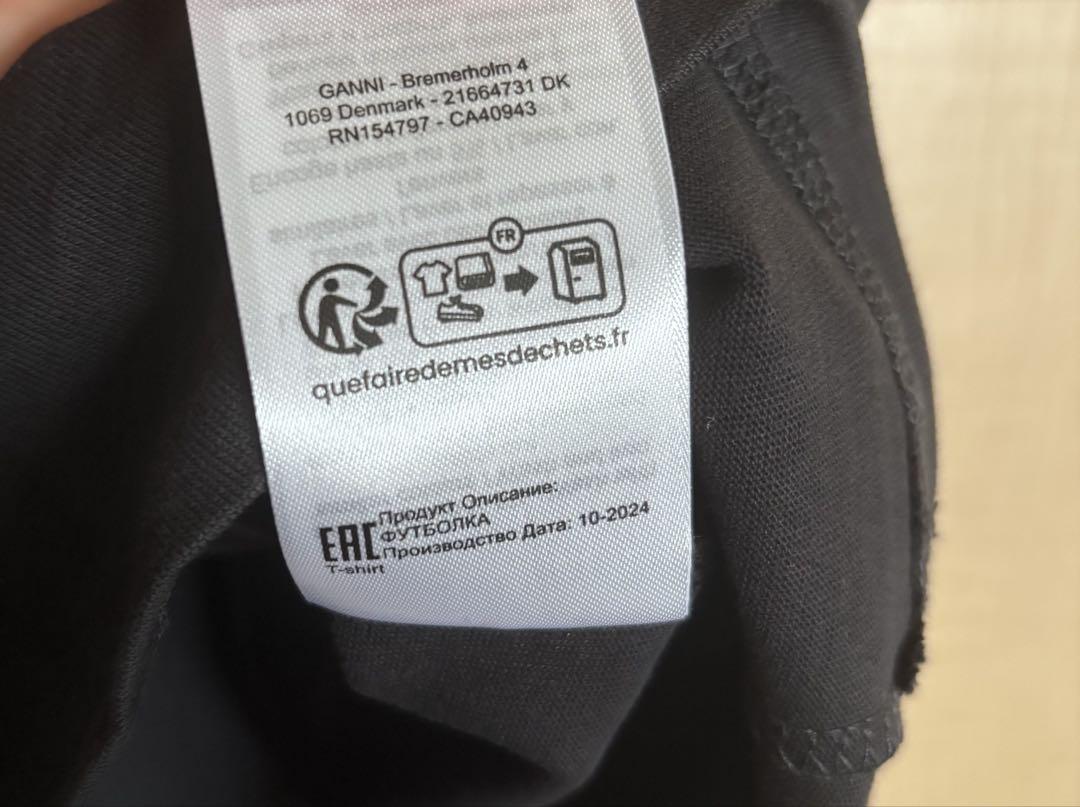 GANNI - Bremerholm 4
1069 Denmark - 21664731 DK
RN154797 - CA40943
FR
quefairedemesdechets.fr
EAC
Продукт Описание:
ФУТБОЛКА
Производство Дата: 10-2024
T-shirt